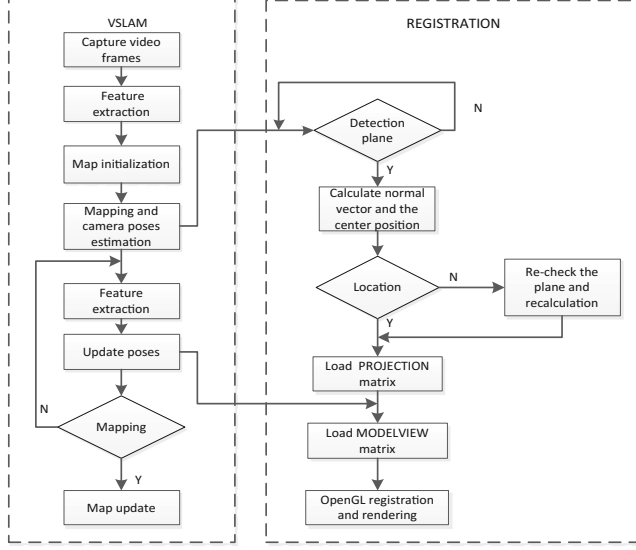 VSLAM
Capture video
frames
Feature
extraction
Map initialization
Mapping and
camera poses
estimation
Feature
extraction
Update poses
N
Mapping
Y
Map update
REGISTRATION
N
Detection
plane
Y
Calculate normal
vector and the
center position
Location
N
Re-check the
plane and
recalculation
Y
Load PROJECTION
matrix
Load MODELVIEW
matrix
OpenGL registration
and rendering